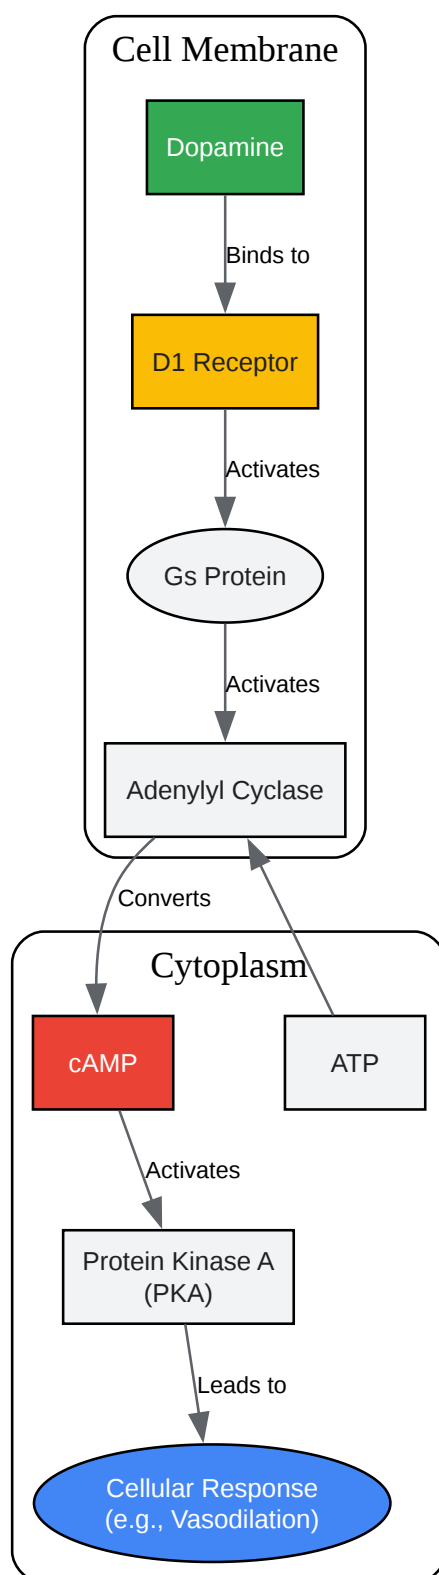 Cell Membrane
Dopamine
Binds to
D1 Receptor
Activates
Gs Protein
Activates
Adenylyl Cyclase
Converts
Cytoplasm
cAMP
ATP
Activates
Protein Kinase A
(PKA)
Leads to
Cellular Response
(e.g., Vasodilation)